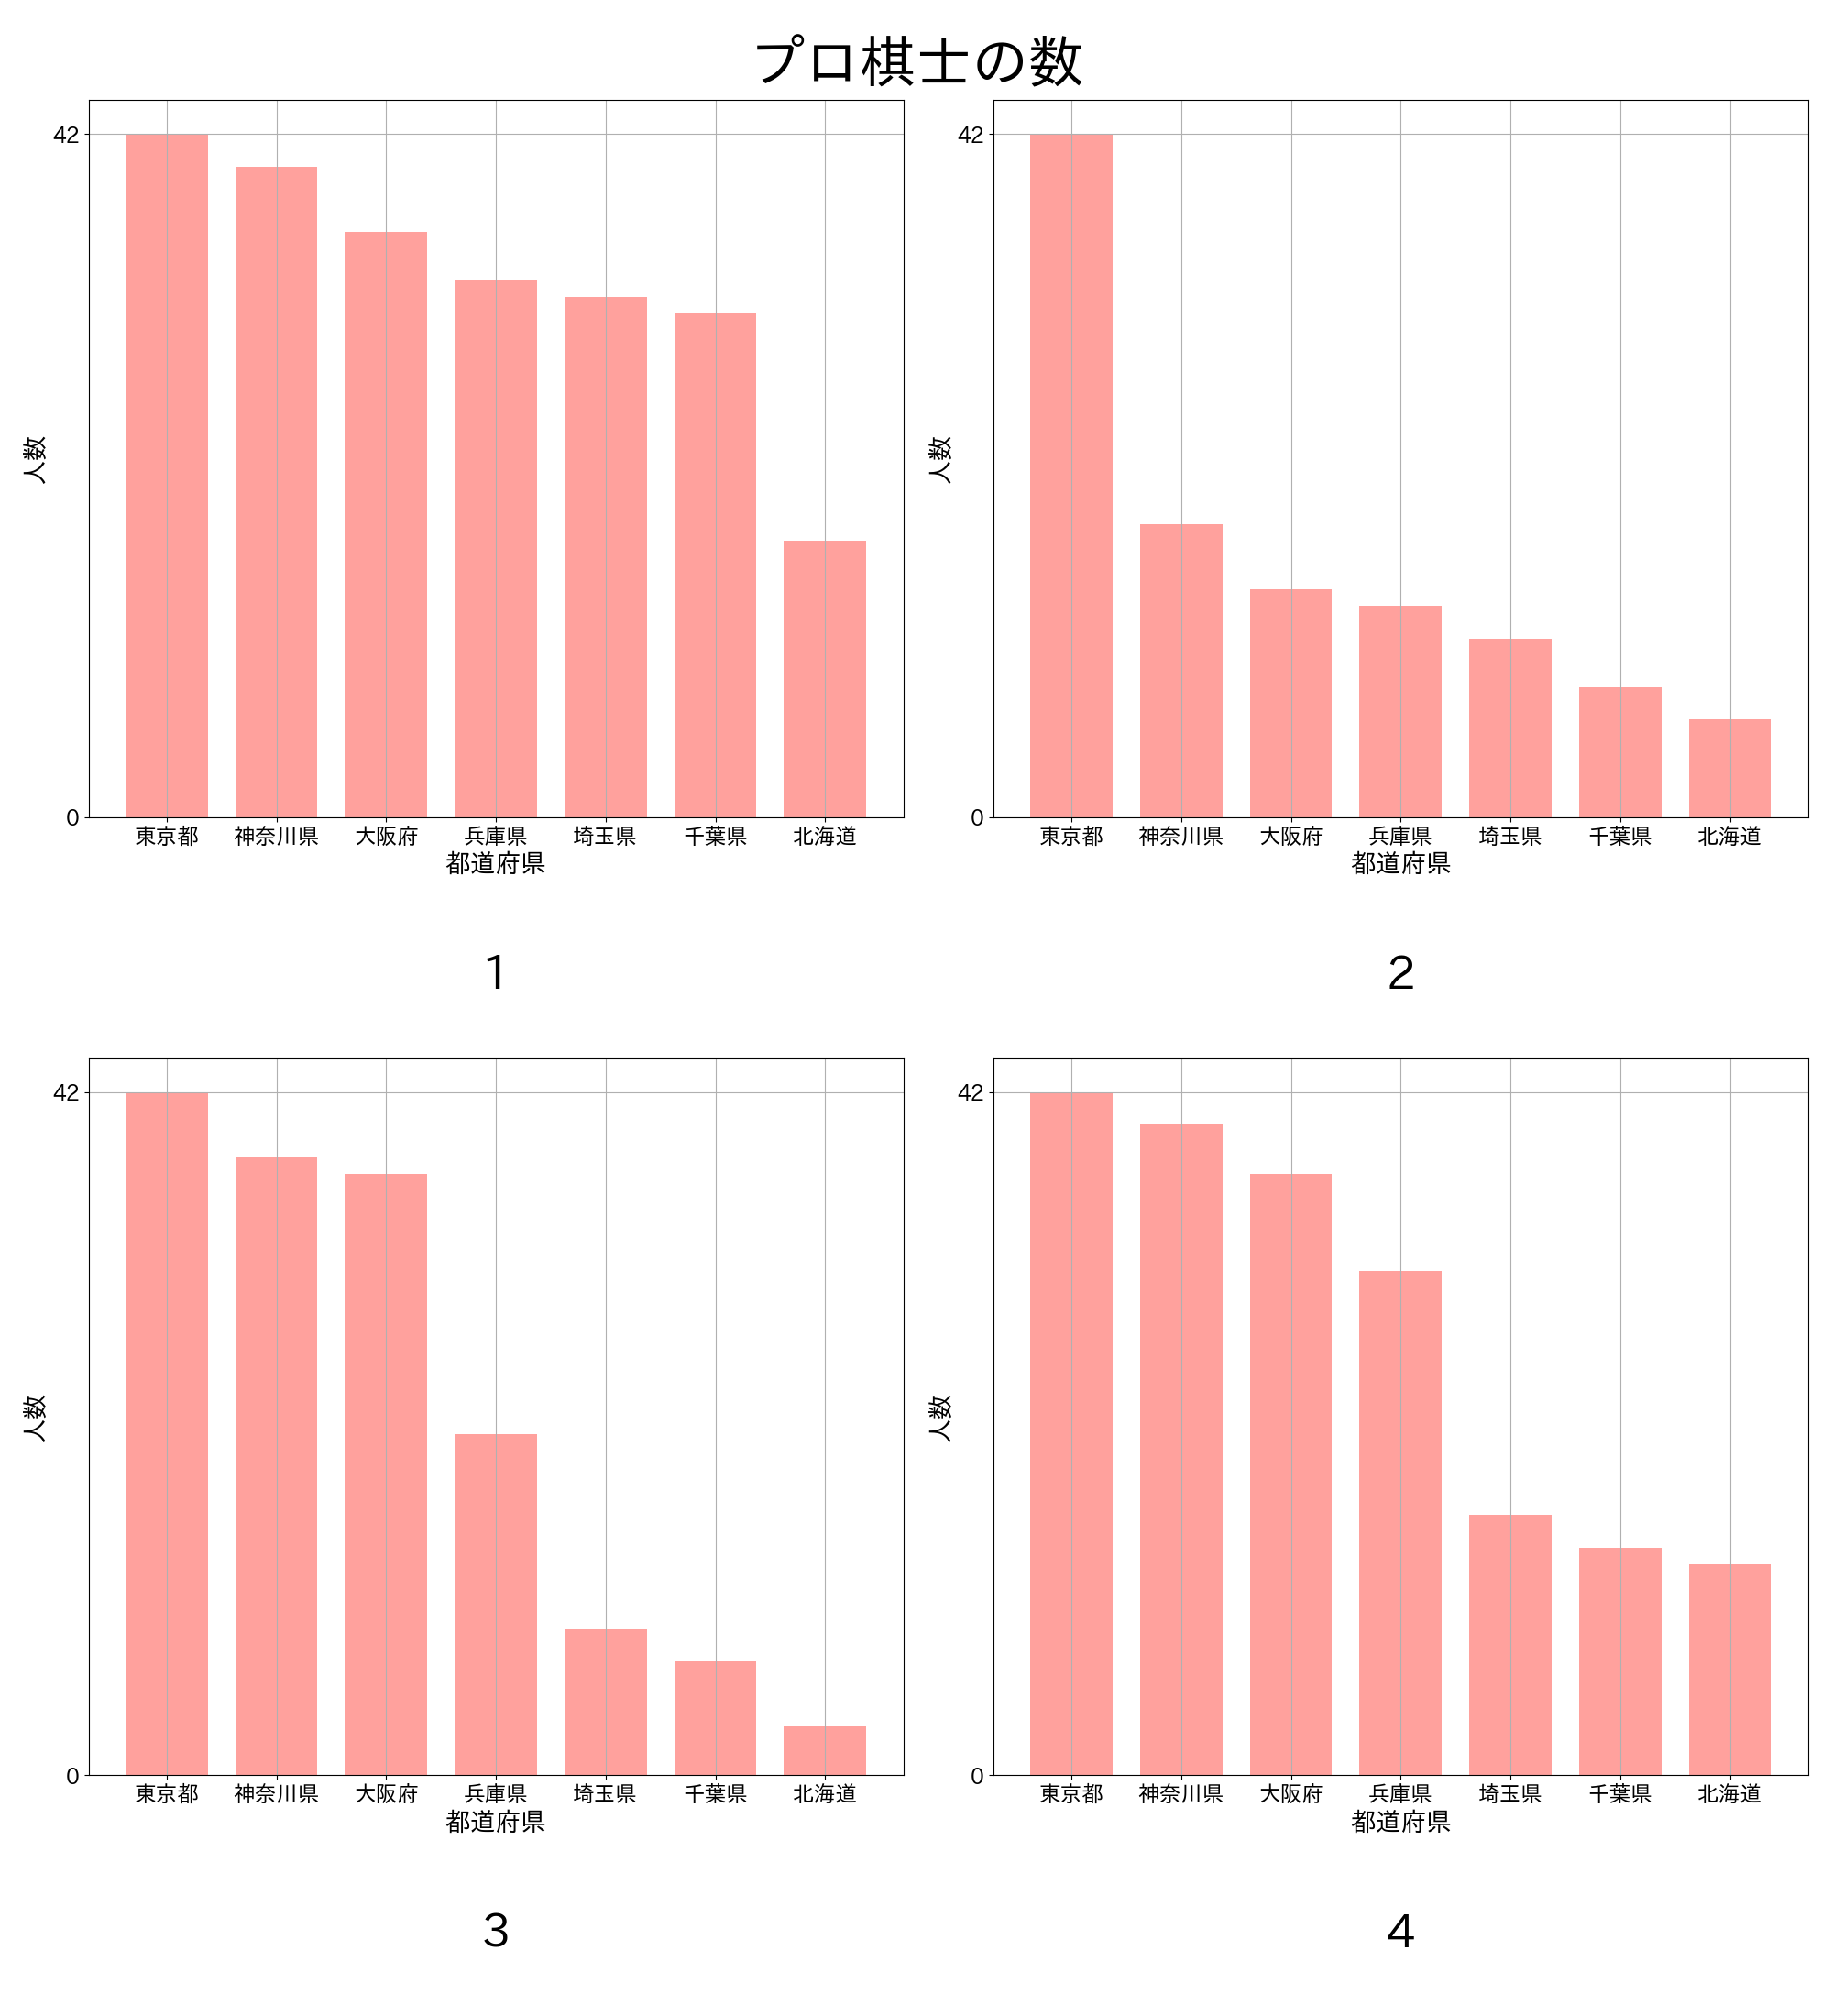 プロ棋士の数
42
0
人数
東京都 神奈川県 大阪府 兵庫県 埼玉県 千葉県 北海道
都道府県
1
42
0
人数
東京都 神奈川県 大阪府 兵庫県 埼玉県 千葉県 北海道
都道府県
2
42
0
人数
東京都 神奈川県 大阪府 兵庫県 埼玉県 千葉県 北海道
都道府県
3
42
0
人数
東京都 神奈川県 大阪府 兵庫県 埼玉県 千葉県 北海道
都道府県
4